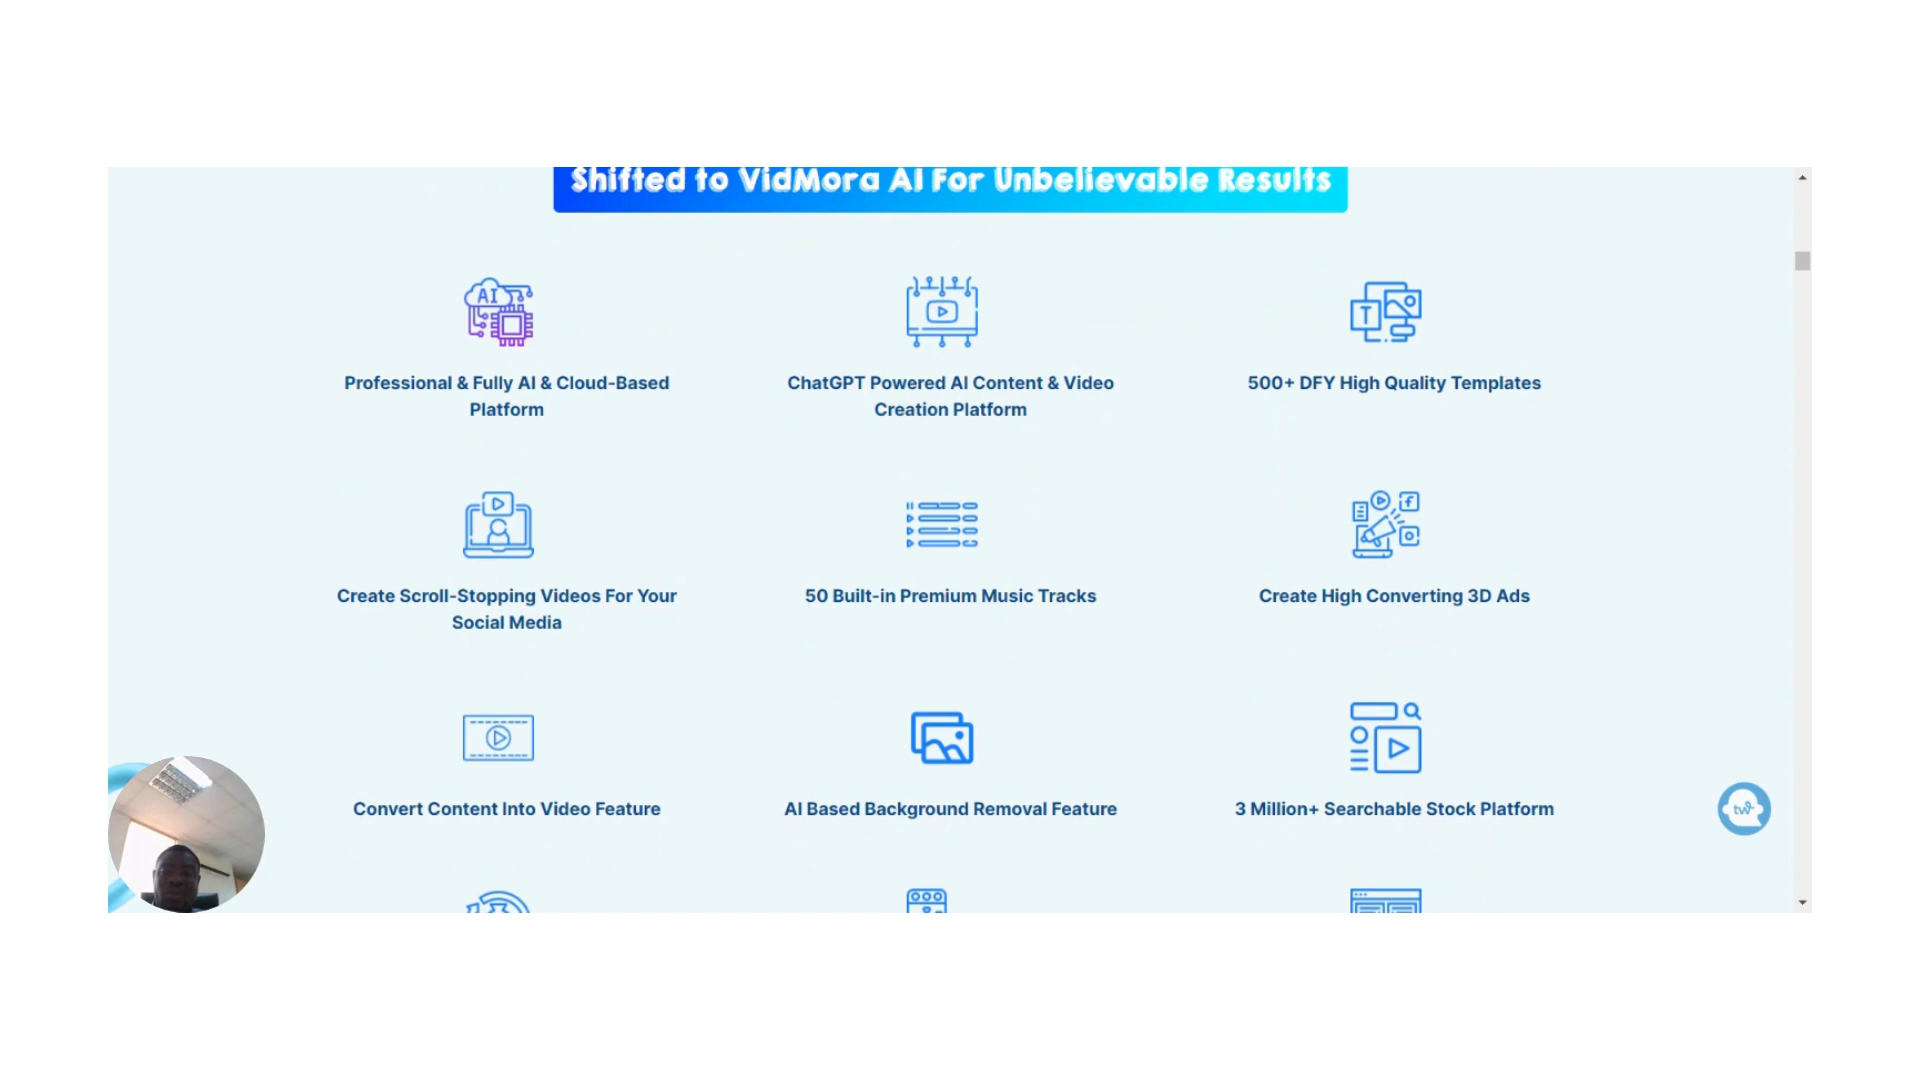 Shifted to VidMora AI For Unbelievable Results
AI
T
Professional & Fully AI & Cloud-Based
Platform
ChatGPT Powered AI Content & Video
Creation Platform
500+ DFY High Quality Templates
f
Create Scroll-Stopping Videos For Your
Social Media
50 Built-in Premium Music Tracks
Create High Converting 3D Ads
Convert Content Into Video Feature
AI Based Background Removal Feature
3 Million+ Searchable Stock Platform